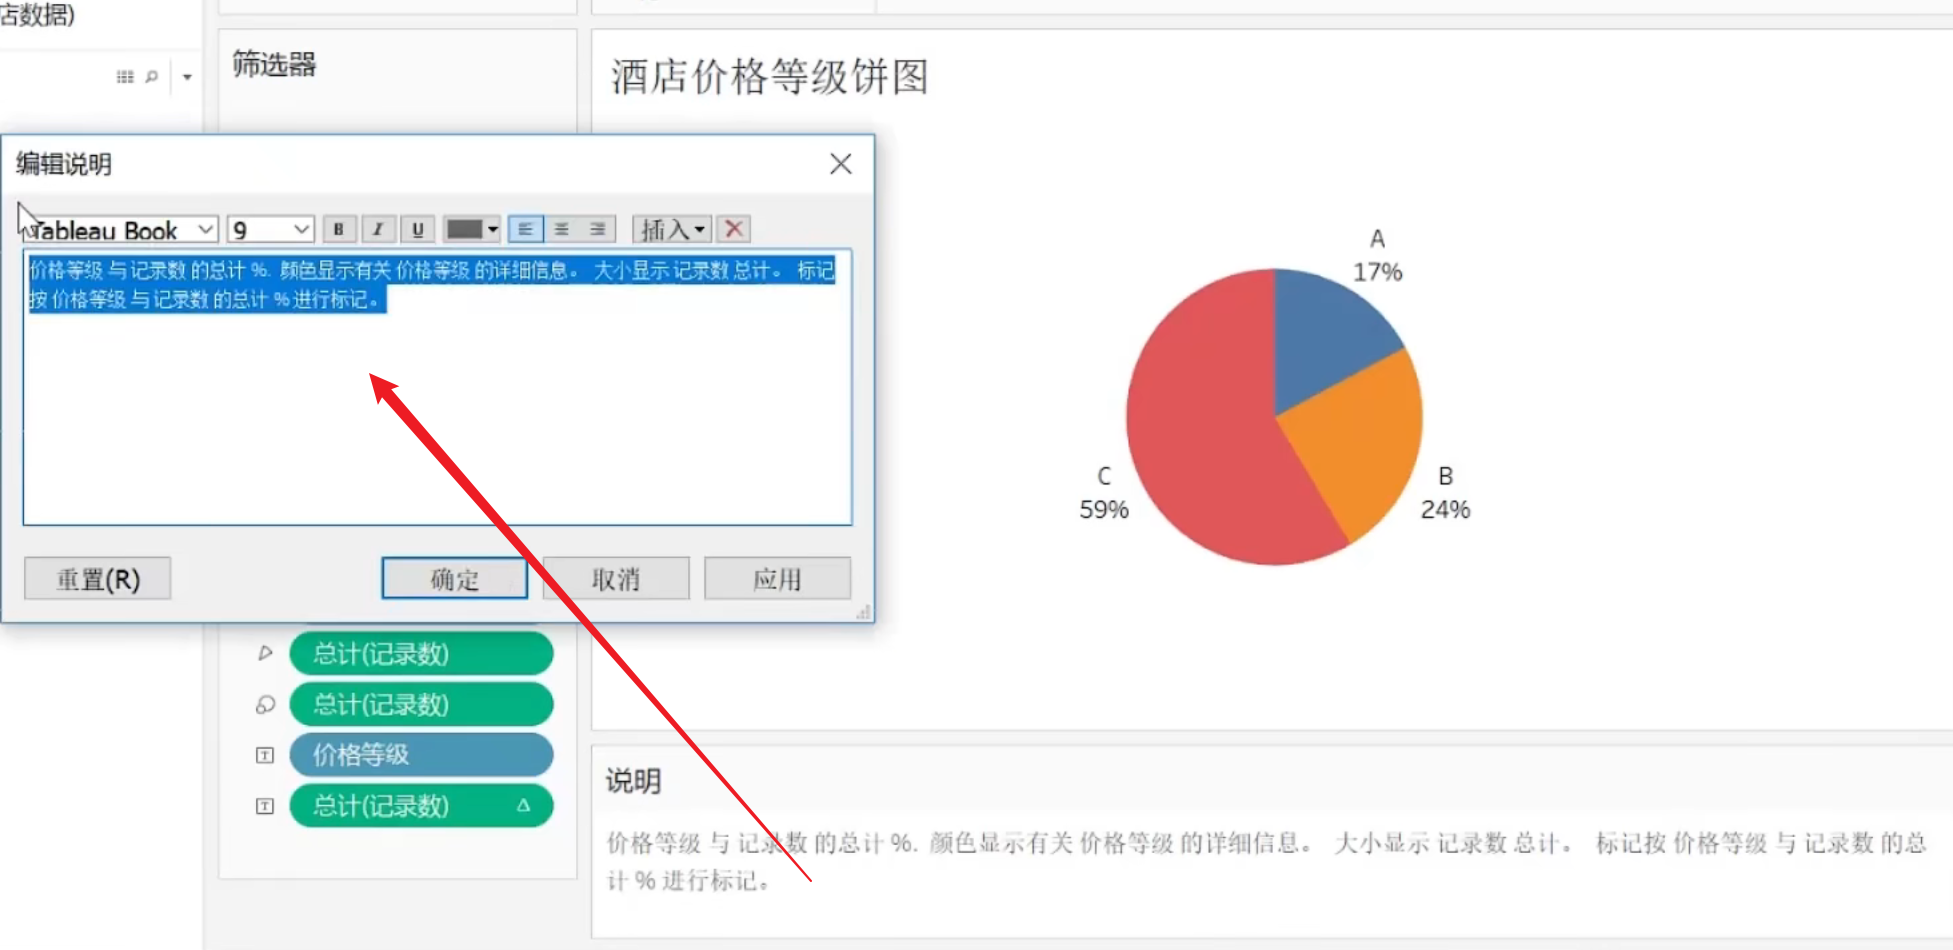 店数据)
筛选器
酒店价格等级饼图
编辑说明
Tableau Book
9
B
I
U
插入
价格等级 与 记录数 的总计 %. 颜色显示有关 价格等级 的详细信息。 大小显示 记录数 总计。 标记
按 价格等级 与 记录数 的总计 % 进行标记。
重置(R)
确定
取消
应用
A
17%
B
24%
C
59%
总计(记录数)
总计(记录数)
价格等级
总计(记录数)
说明
价格等级 与 记录数 的总计 %. 颜色显示有关 价格等级 的详细信息。 大小显示 记录数 总计。 标记按 价格等级 与 记录数 的总
计 % 进行标记。